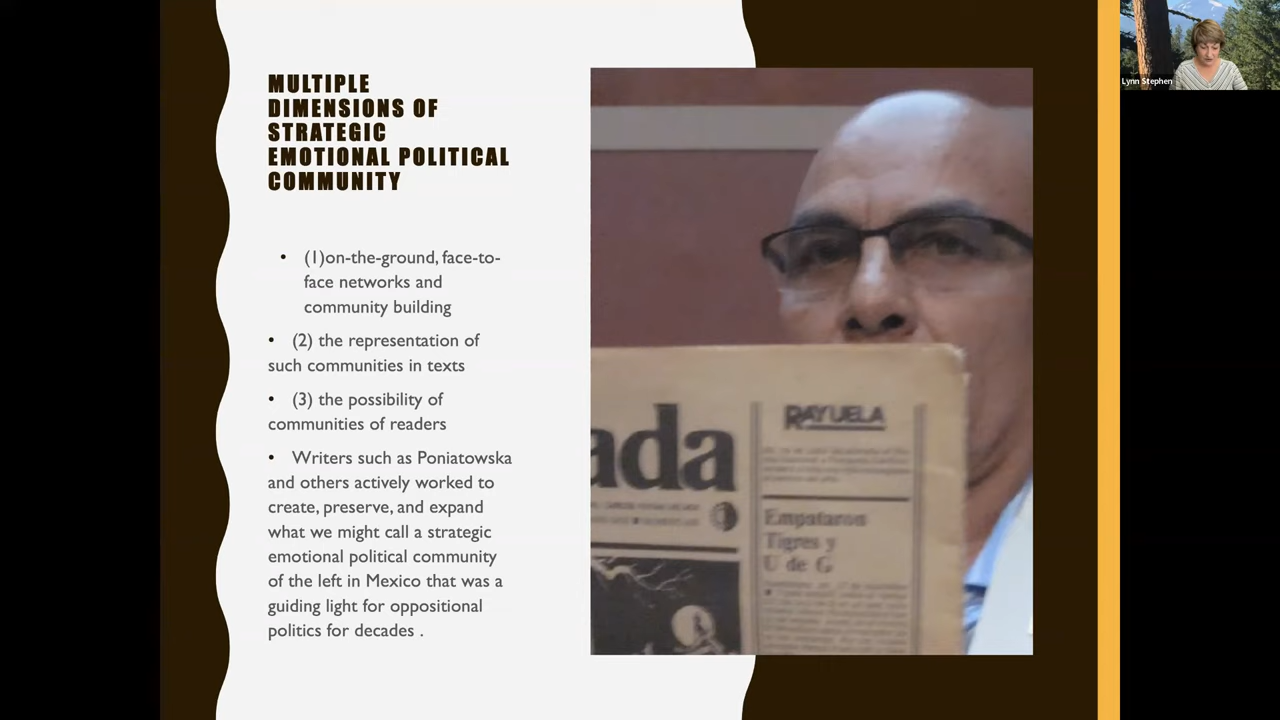 MULTIPLE
DIMENSIONS OF
STRATEGIC
EMOTIONAL POLITICAL
COMMUNITY
• (1)on-the-ground, face-to-
face networks and
community building
• (2) the representation of
such communities in texts
• (3) the possibility of
communities of readers
• Writers such as Poniatowska
and others actively worked to
create, preserve, and expand
what we might call a strategic
emotional political community
of the left in Mexico that was a
guiding light for oppositional
politics for decades .
ada
RAYUELA
Empataron
Tigres y
U de G
Lynn Stephen